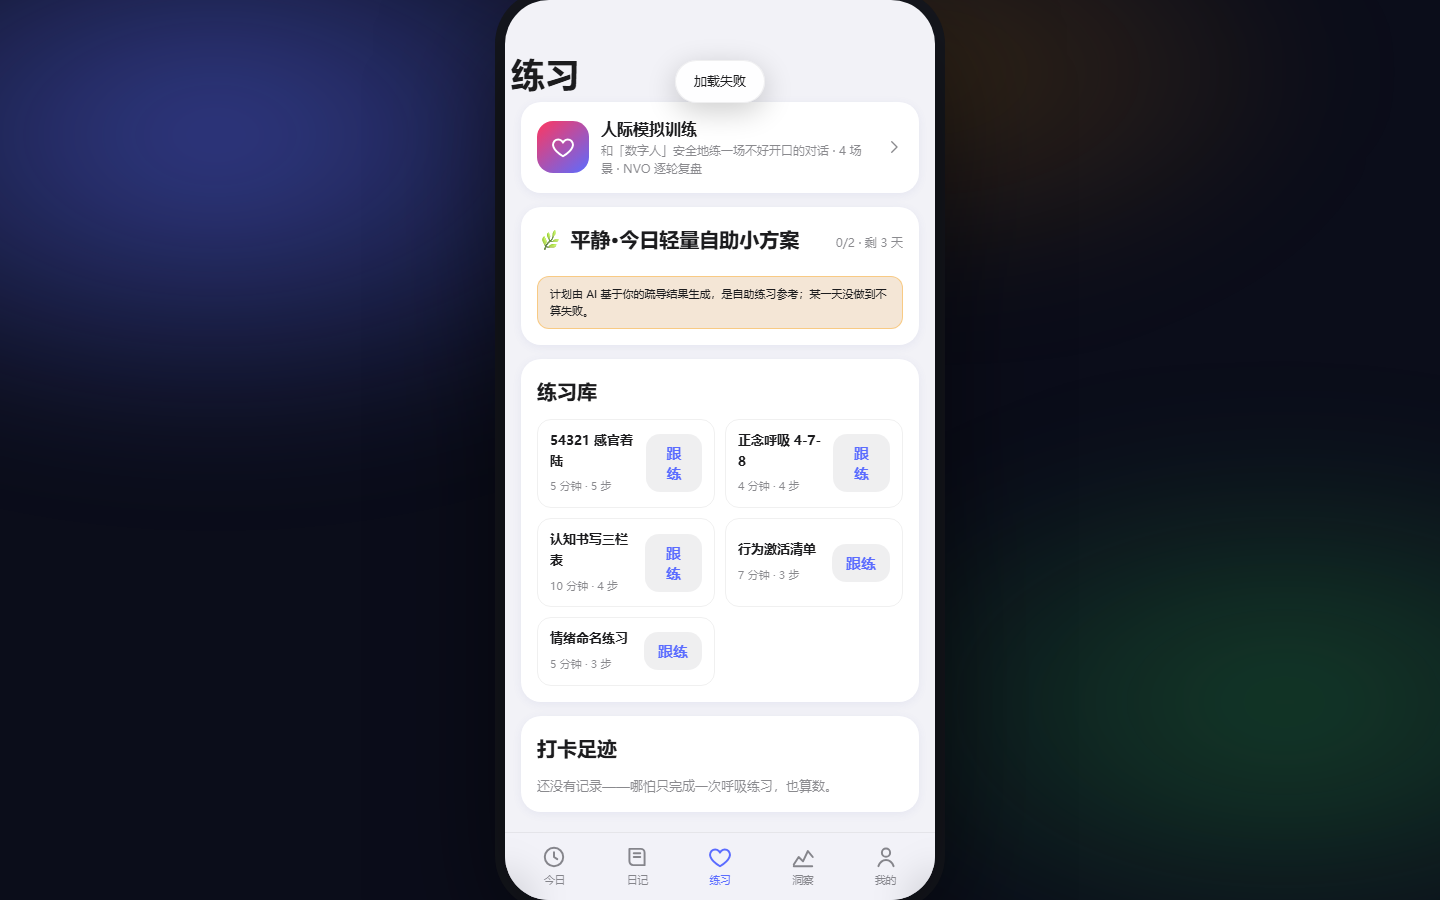 练习
加载失败
人际模拟训练
和「数字人」安全地练一场不好开口的对话 · 4 场
景 · NVO 逐轮复盘
平静•今日轻量自助小方案
0/2 · 剩 3 天
计划由 AI 基于你的疏导结果生成，是自助练习参考；某一天没做到不
算失败。
练习库
54321 感官着
陆
5 分钟 · 5 步
跟
练
正念呼吸 4-7-
8
4 分钟 · 4 步
跟
练
认知书写三栏
表
10 分钟 · 4 步
跟
练
行为激活清单
7 分钟 · 3 步
跟练
情绪命名练习
5 分钟 · 3 步
跟练
打卡足迹
还没有记录——哪怕只完成一次呼吸练习，也算数。
今日
日记
练习
洞察
我的